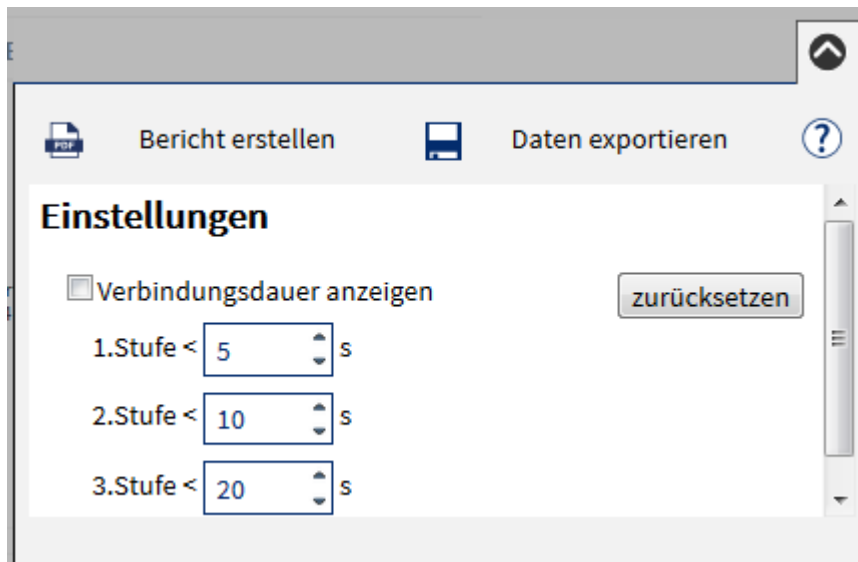 Bericht erstellen Daten exportieren ?
Einstellungen
Verbindungsdauer anzeigen zurücksetzen
1.Stufe < 5 s
2.Stufe < 10 s
3.Stufe < 20 s